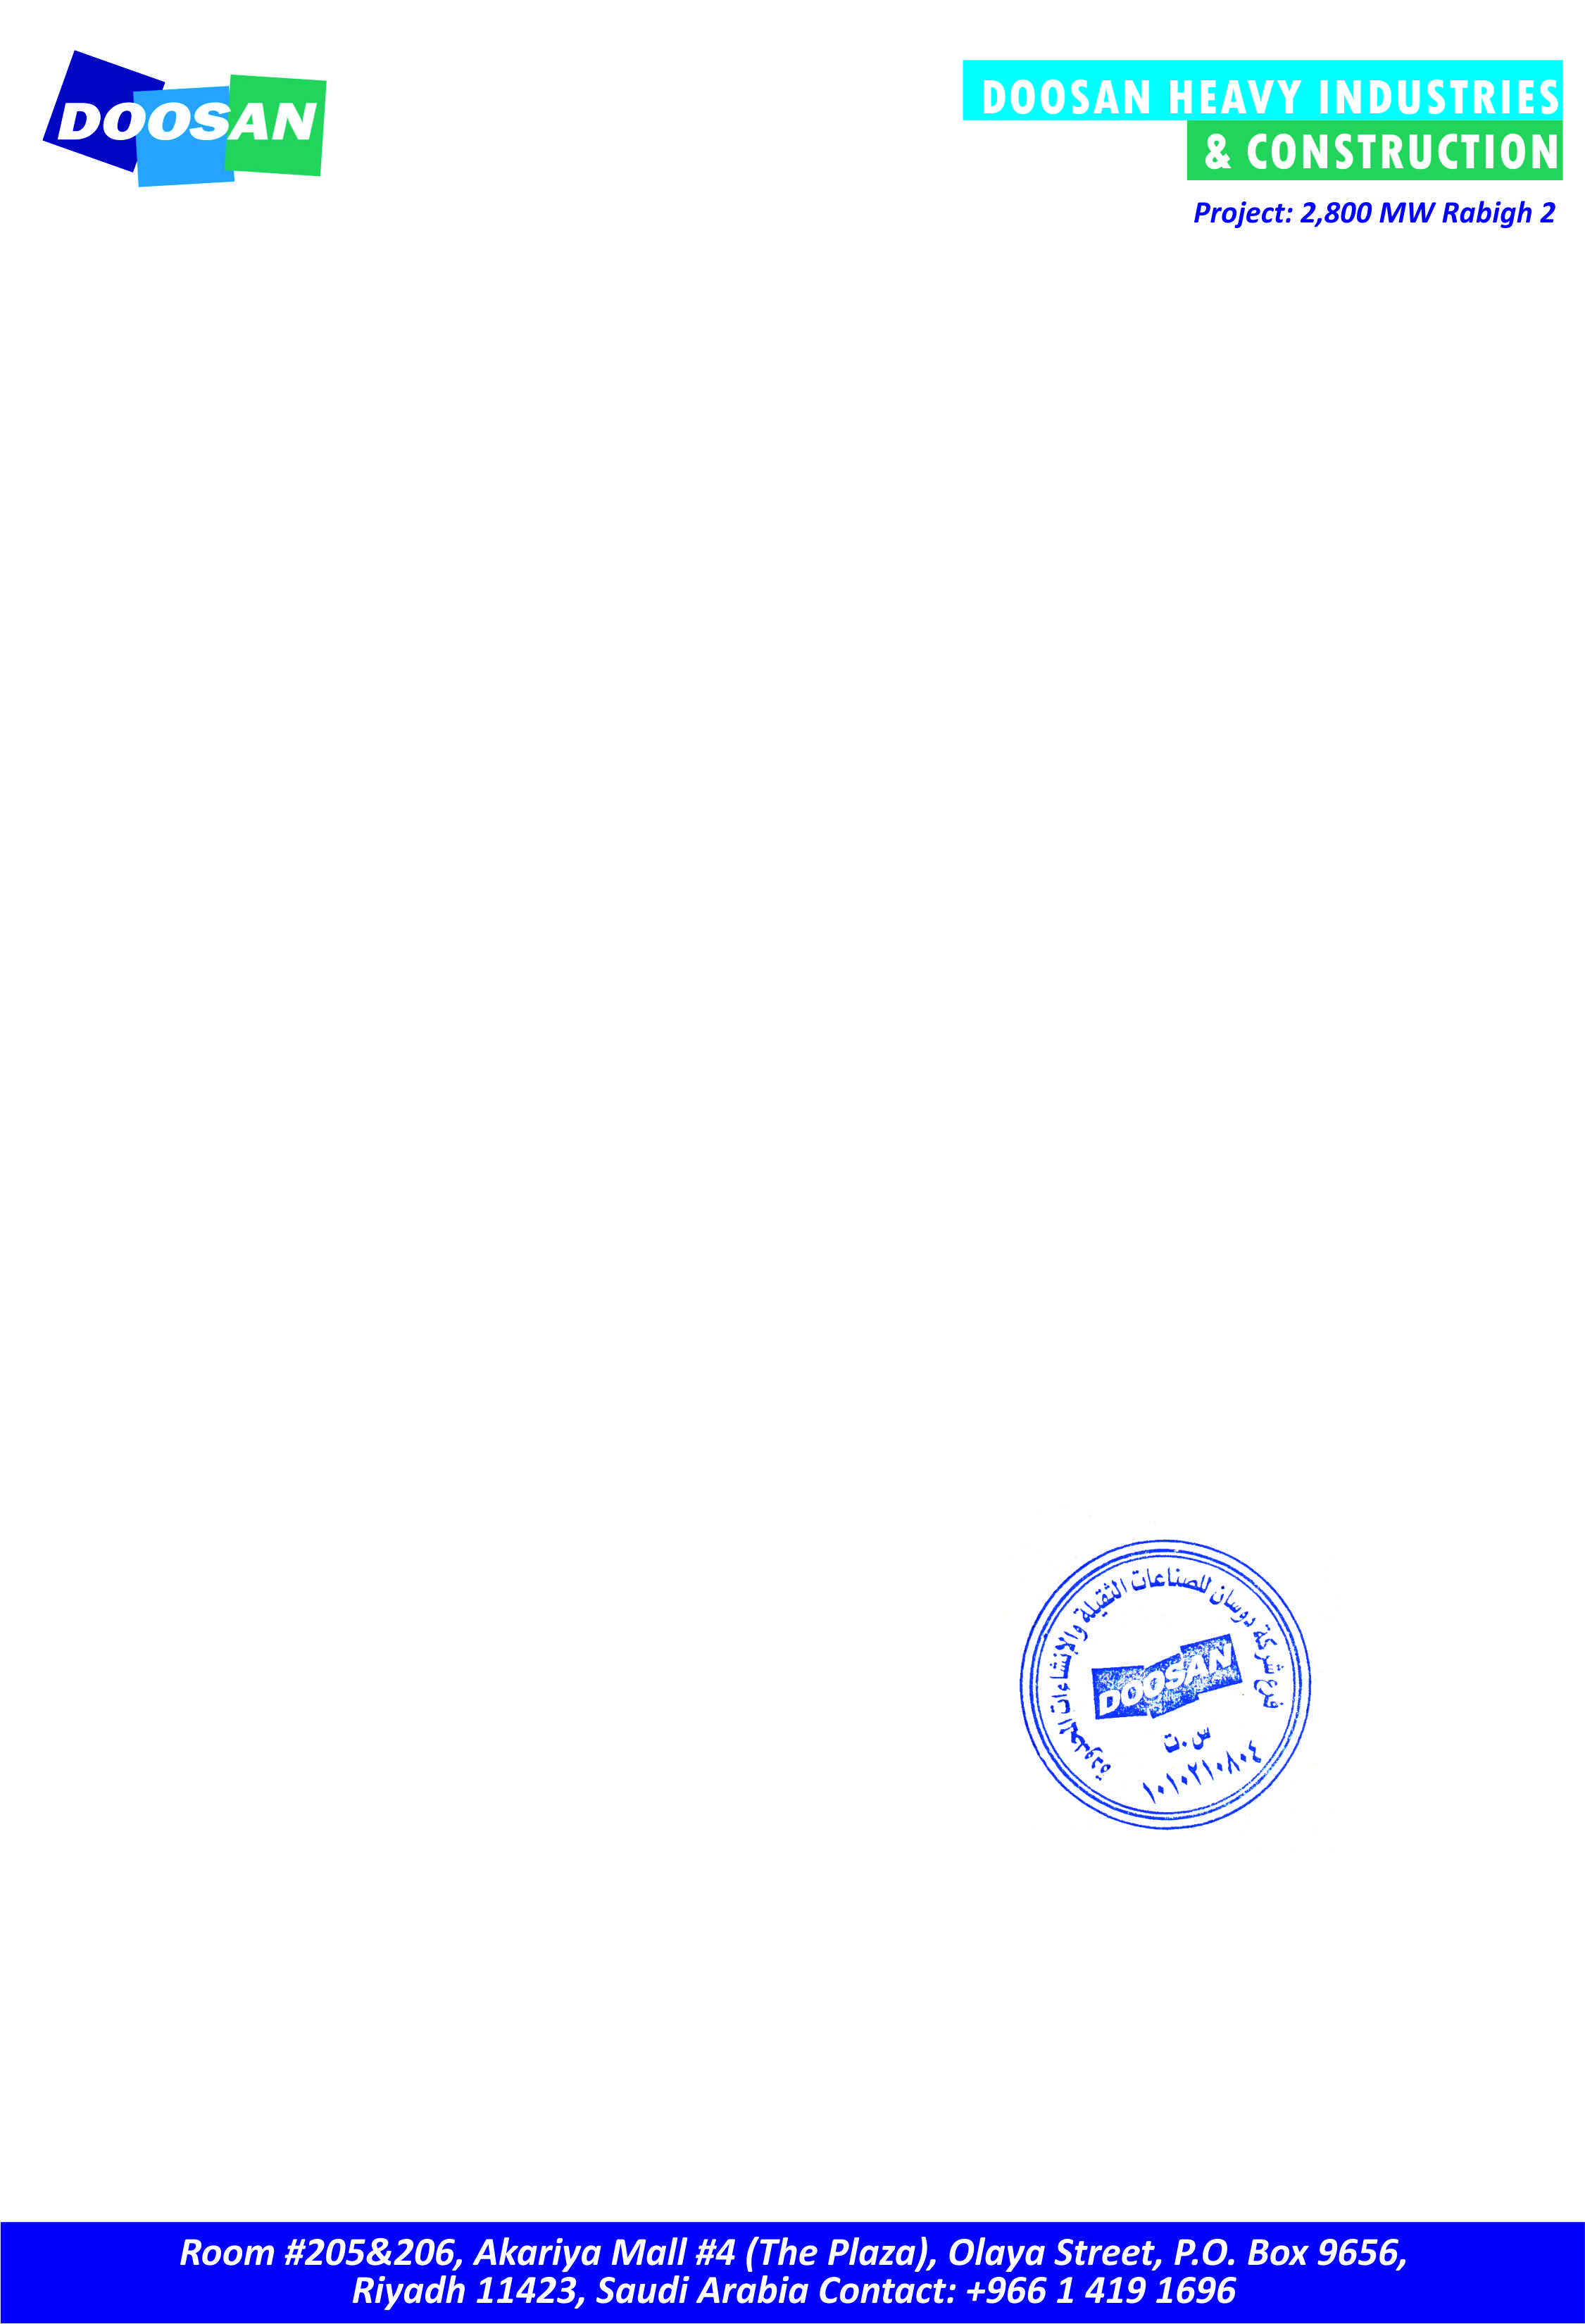 DOOSAN
DOOSAN HEAVY INDUSTRIES
& CONSTRUCTION
Project: 2,800 MW Rabigh 2
فرع شركة دوسان للصناعات الثقيلة والإنشاءات المحدودة
DOOSAN
س.ت
١٠١٠٢١٠٨٠٤
Room #205&206, Akariya Mall #4 (The Plaza), Olaya Street, P.O. Box 9656,
Riyadh 11423, Saudi Arabia Contact: +966 1 419 1696